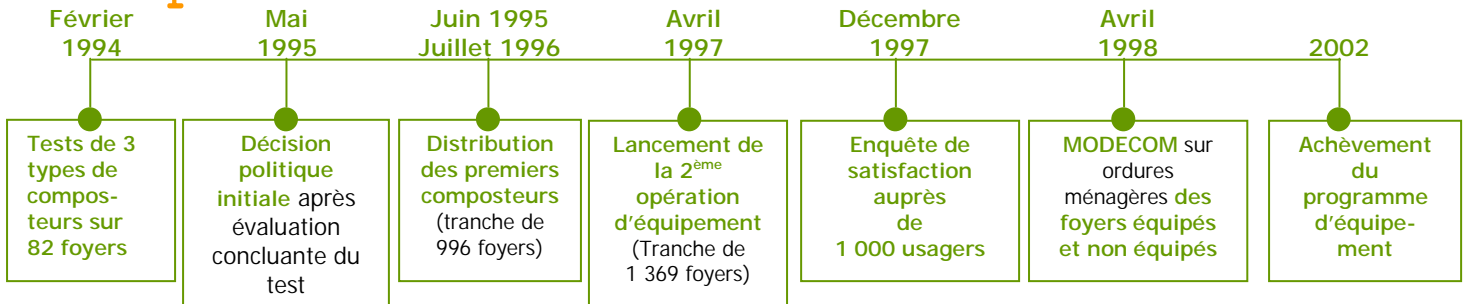 Février
1994
Mai
1995
Juin 1995
Juillet 1996
Avril
1997
Décembre
1997
Avril
1998
2002
Tests de 3
types de
compos-
teurs sur
82 foyers
Décision
politique
initiale après
évaluation
concluante du
test
Distribution
des premiers
composteurs
(tranche de
996 foyers)
Lancement de
la 2ème
opération
d'équipement
(Tranche de
1 369 foyers)
Enquête de
satisfaction
auprès
de
1 000 usagers
MODECOM sur
ordures
ménagères des
foyers équipés
et non équipés
Achèvement
du
programme
d'équipe-
ment